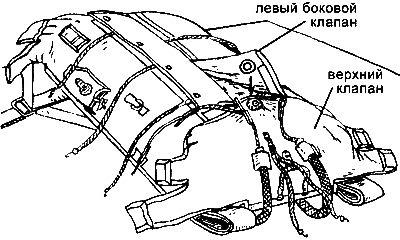 левый боковой
клапан
верхний
клапан